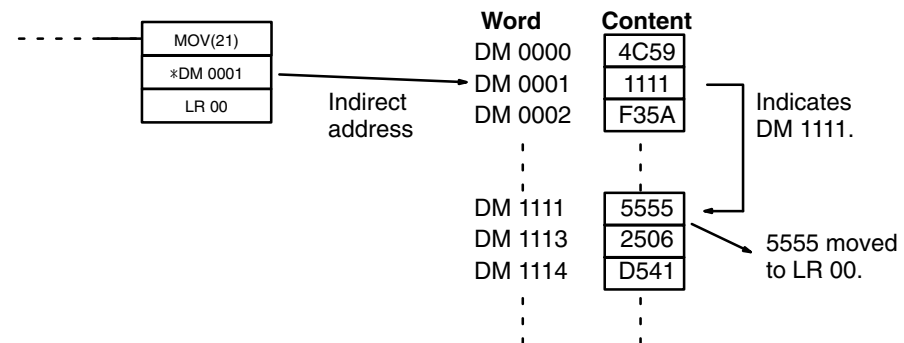 MOV(21)
*DM 0001
LR 00
Indirect
address
Word Content
DM 0000 4C59
DM 0001 1111
DM 0002 F35A
Indicates
DM 1111.
DM 1111 5555
DM 1113 2506
DM 1114 D541
5555 moved
to LR 00.